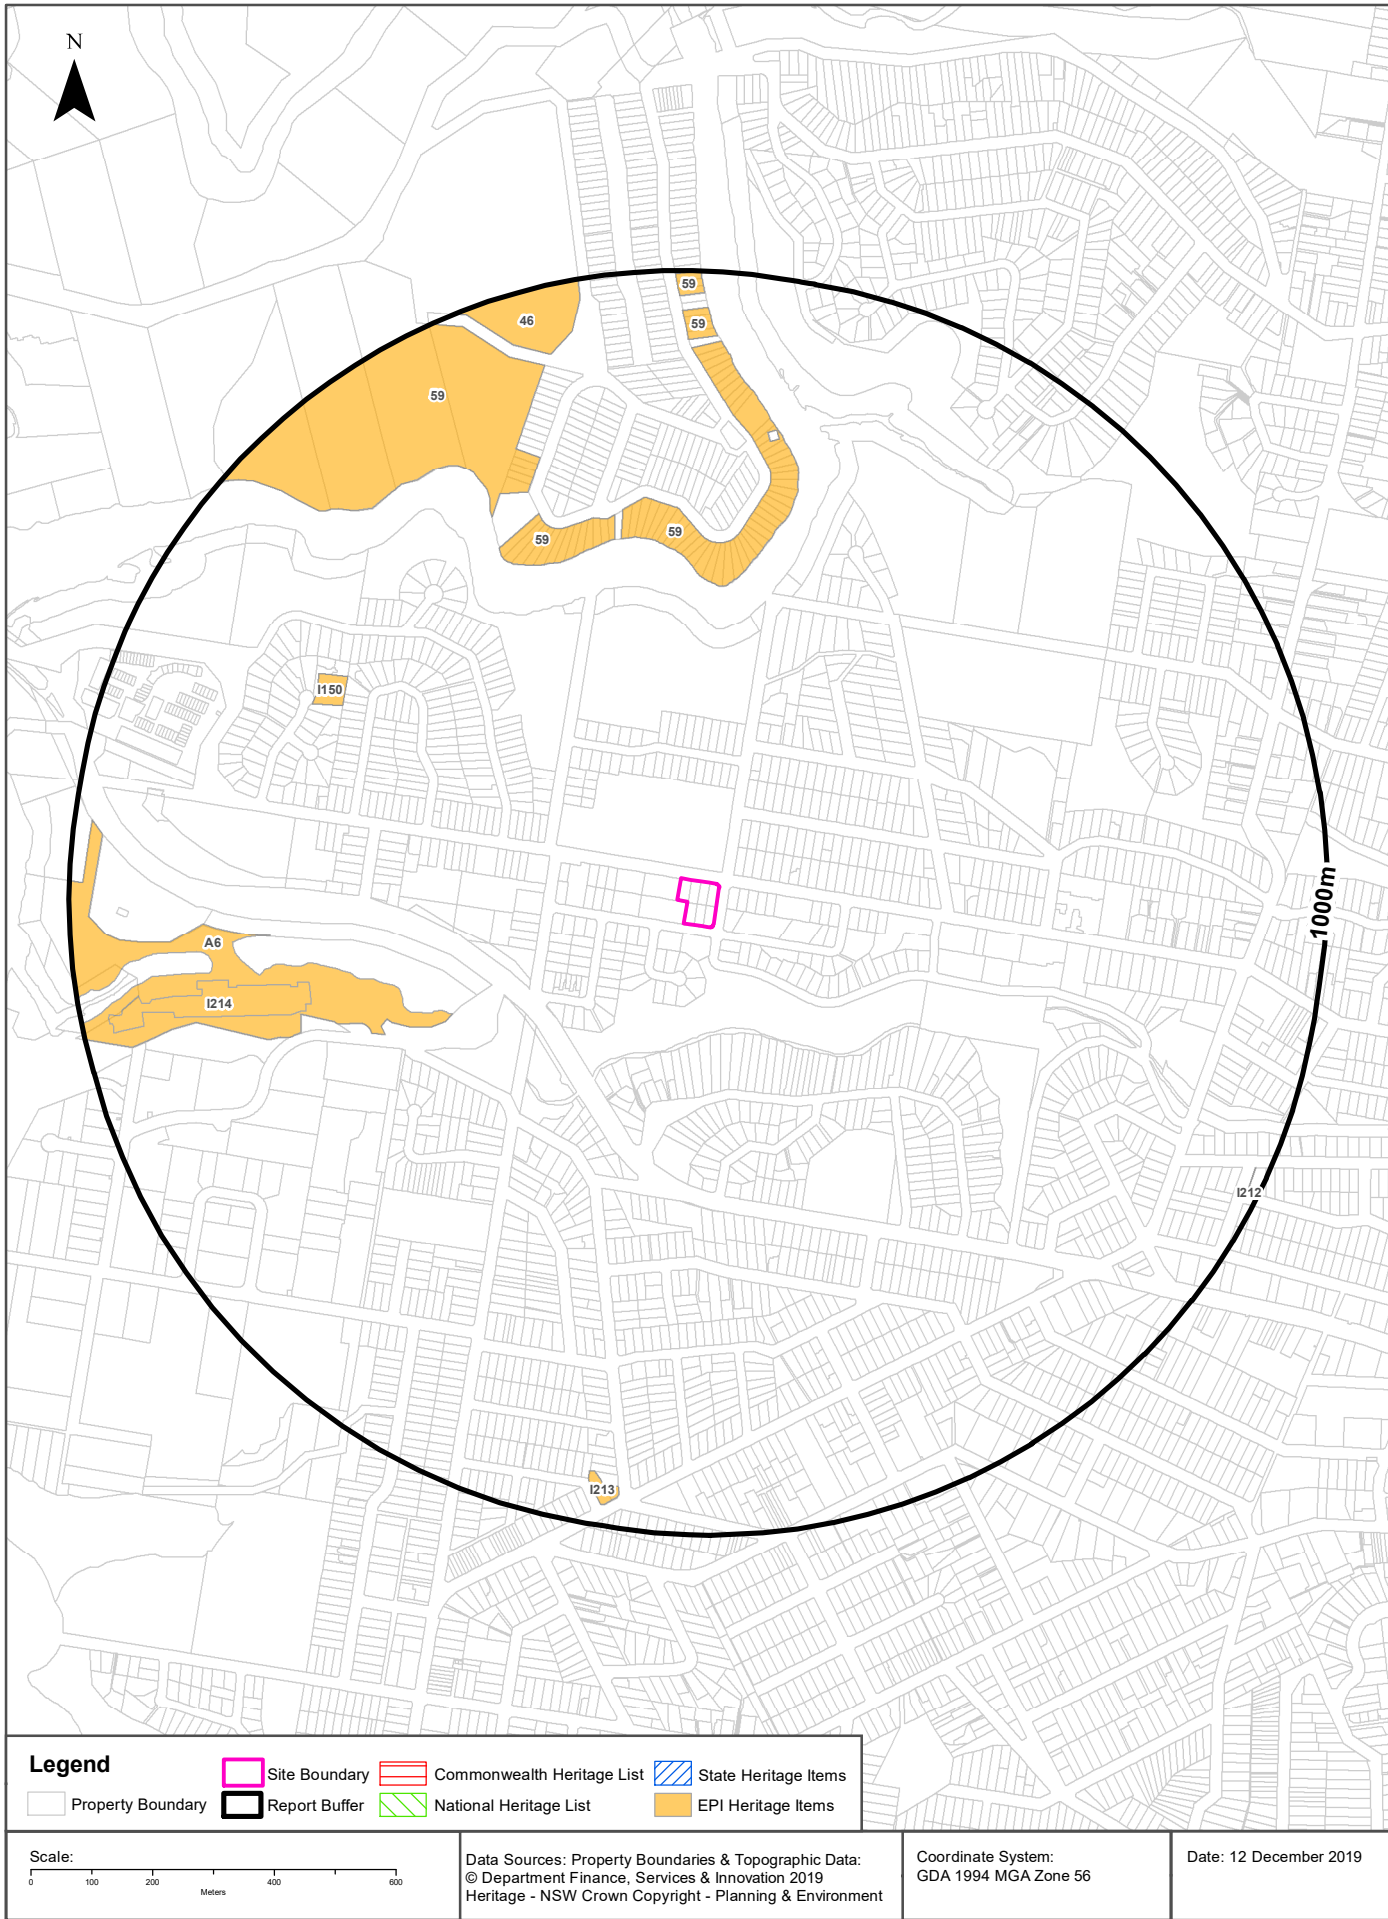 N
59
46
59
59
59
59
I150
1000m
A6
I214
I212
I213
Legend
Site Boundary
Commonwealth Heritage List
State Heritage Items
Property Boundary
Report Buffer
National Heritage List
EPI Heritage Items
Scale:
0 100 200 400 600
Meters
Data Sources: Property Boundaries & Topographic Data:
© Department Finance, Services & Innovation 2019
Heritage - NSW Crown Copyright - Planning & Environment
Coordinate System:
GDA 1994 MGA Zone 56
Date: 12 December 2019